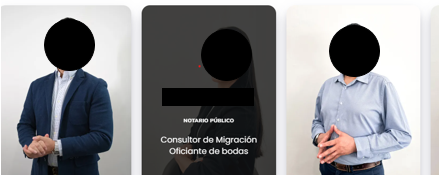 NOTARIO PÚBLICO
Consultor de Migración
Oficiante de bodas